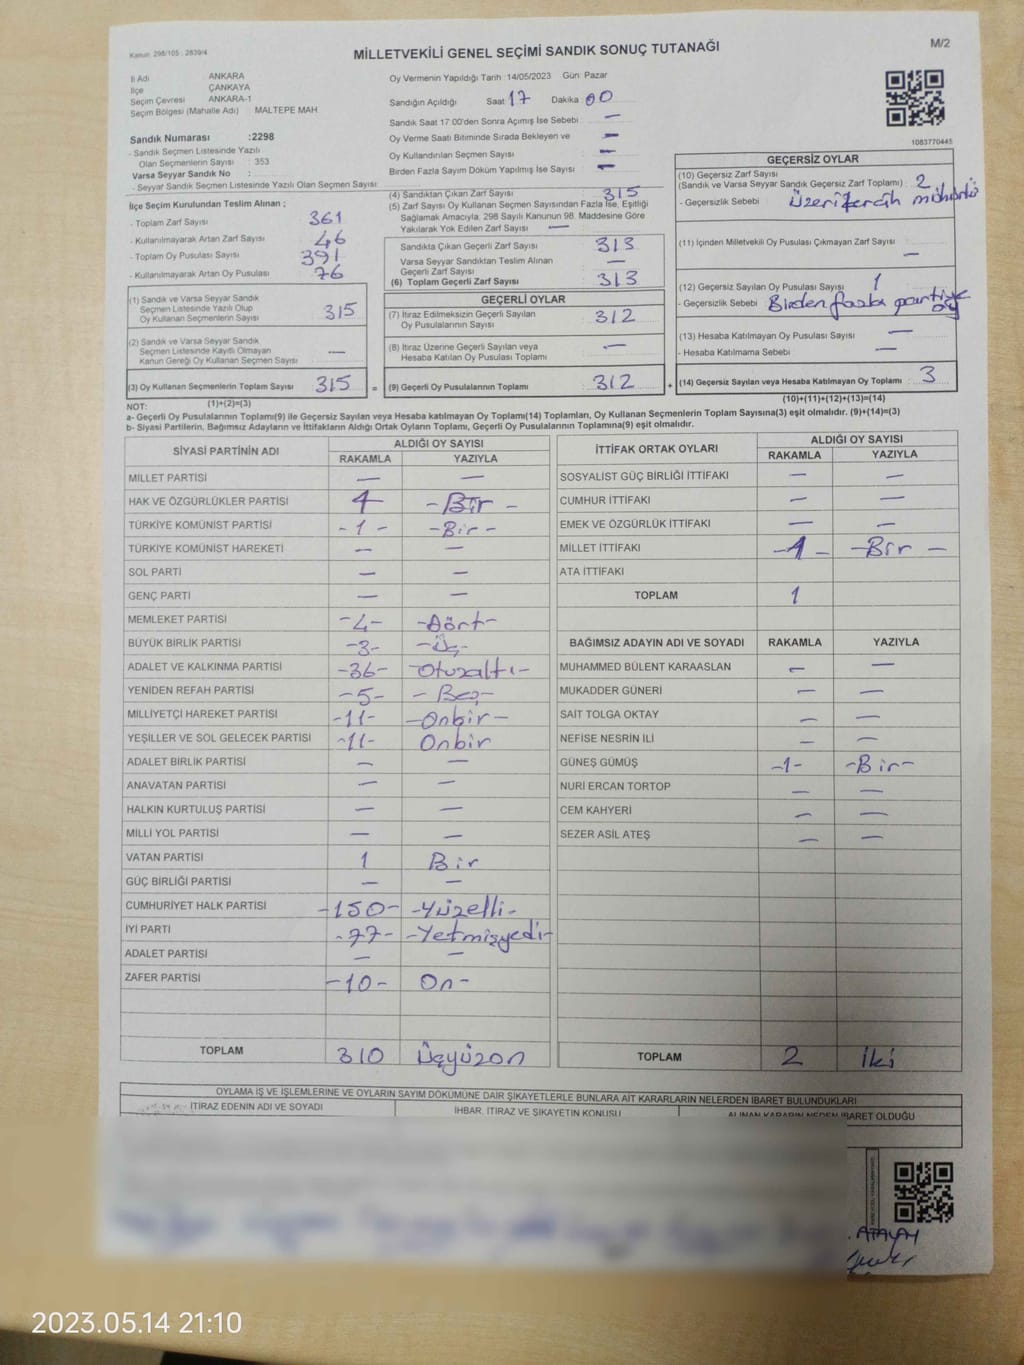 Kanun: 298/105 ; 2839/4
MİLLETVEKİLİ GENEL SEÇİMİ SANDIK SONUÇ TUTANAĞI
M/2
İl Adı ANKARA
İlçe ÇANKAYA
Seçim Çevresi ANKARA-1
Seçim Bölgesi (Mahalle Adı) : MALTEPE MAH
Sandık Numarası :2298
- Sandık Seçmen Listesinde Yazılı
Olan Seçmenlerin Sayısı : 353
Varsa Seyyar Sandık No :
- Seyyar Sandık Seçmen Listesinde Yazılı Olan Seçmen Sayısı
İlçe Seçim Kurulundan Teslim Alınan ;
- Toplam Zarf Sayısı 361
- Kullanılmayarak Artan Zarf Sayısı 46
- Toplam Oy Pusulası Sayısı 391
- Kullanılmayarak Artan Oy Pusulası 76
(1) Sandık ve Varsa Seyyar Sandık
Seçmen Listesinde Yazılı Olup
Oy Kullanan Seçmenlerin Sayısı 315
(2) Sandık ve Varsa Seyyar Sandık
Seçmen Listesinde Kayıtlı Olmayan
Kanun Gereği Oy Kullanan Seçmen Sayısı —
(3) Oy Kullanan Seçmenlerin Toplam Sayısı 315 =
(1)+(2)=(3)
Oy Vermenin Yapıldığı Tarih : 14/05/2023 Gün Pazar
Sandığın Açıldığı Saat 17 Dakika 00
Sandık Saat 17:00'den Sonra Açımış İse Sebebi —
Oy Verme Saati Bitiminde Sırada Bekleyen ve —
Oy Kullandırılan Seçmen Sayısı —
Birden Fazla Sayım Döküm Yapılmış İse Sayısı —
(4) Sandıktan Çıkan Zarf Sayısı 315
(5) Zarf Sayısı Oy Kullanan Seçmen Sayısından Fazla İse, Eşitliği
Sağlamak Amacıyla, 298 Sayılı Kanunun 98. Maddesine Göre
Yakılarak Yok Edilen Zarf Sayısı —
Sandıkta Çıkan Geçerli Zarf Sayısı 313
Varsa Seyyar Sandıktan Teslim Alınan
Geçerli Zarf Sayısı —
(6) Toplam Geçerli Zarf Sayısı 313
GEÇERLİ OYLAR
(7) İtiraz Edilmeksizin Geçerli Sayılan
Oy Pusulalarının Sayısı 312
(8) İtiraz Üzerine Geçerli Sayılan veya
Hesaba Katılan Oy Pusulası Toplamı —
(9) Geçerli Oy Pusulalarının Toplamı 312 +
1083770445
GEÇERSİZ OYLAR
(10) Geçersiz Zarf Sayısı
(Sandık ve Varsa Seyyar Sandık Geçersiz Zarf Toplamı) 2
- Geçersizlik Sebebi Üzeri tercih mühürlü
(11) İçinden Milletvekili Oy Pusulası Çıkmayan Zarf Sayısı —
(12) Geçersiz Sayılan Oy Pusulası Sayısı 1
- Geçersizlik Sebebi Birden fazla partiye oy
(13) Hesaba Katılmayan Oy Pusulası Sayısı —
- Hesaba Katılmama Sebebi —
(14) Geçersiz Sayılan veya Hesaba Katılmayan Oy Toplamı 3
(10)+(11)+(12)+(13)=(14)
NOT:
a- Geçerli Oy Pusulalarının Toplamı(9) ile Geçersiz Sayılan veya Hesaba Katılmayan Oy Toplamı(14) Toplamları, Oy Kullanan Seçmenlerin Toplam Sayısına(3) eşit olmalıdır. (9)+(14)=(3)
b- Siyasi Partilerin, Bağımsız Adayların ve İttifakların Aldığı Ortak Oyların Toplamı, Geçerli Oy Pusulalarının Toplamına(9) eşit olmalıdır.
SİYASİ PARTİNİN ADI ALDIĞI OY SAYISI
RAKAMLA YAZIYLA
MİLLET PARTİSİ — —
HAK VE ÖZGÜRLÜKLER PARTİSİ 1 -Bir -
TÜRKİYE KOMÜNİST PARTİSİ -1- -Bir-
TÜRKİYE KOMÜNİST HAREKETİ — —
SOL PARTİ — —
GENÇ PARTİ — —
MEMLEKET PARTİSİ -4- -dört-
BÜYÜK BİRLİK PARTİSİ -3- -Üç-
ADALET VE KALKINMA PARTİSİ -36- -Otuzaltı-
YENİDEN REFAH PARTİSİ -5- -Beş-
MİLLİYETÇİ HAREKET PARTİSİ -11- -Onbir-
YEŞİLLER VE SOL GELECEK PARTİSİ -11- Onbir
ADALET BİRLİK PARTİSİ — —
ANAVATAN PARTİSİ — —
HALKIN KURTULUŞ PARTİSİ — —
MİLLİ YOL PARTİSİ — —
VATAN PARTİSİ 1 Bir
GÜÇ BİRLİĞİ PARTİSİ — —
CUMHURİYET HALK PARTİSİ -150- -Yüzelli-
İYİ PARTİ -77- -Yetmişyedi-
ADALET PARTİSİ — —
ZAFER PARTİSİ -10- On-
TOPLAM 310 Üçyüzon
İTTİFAK ORTAK OYLARI ALDIĞI OY SAYISI
RAKAMLA YAZIYLA
SOSYALİST GÜÇ BİRLİĞİ İTTİFAKI — —
CUMHUR İTTİFAKI — —
EMEK VE ÖZGÜRLÜK İTTİFAKI — —
MİLLET İTTİFAKI -1- -Bir-
ATA İTTİFAKI
TOPLAM 1
BAĞIMSIZ ADAYIN ADI VE SOYADI RAKAMLA YAZIYLA
MUHAMMED BÜLENT KARAASLAN — —
MUKADDER GÜNERİ — —
SAİT TOLGA OKTAY — —
NEFİSE NESRİN İLİ — —
GÜNEŞ GÜMÜŞ -1- -Bir-
NURİ ERCAN TORTOP — —
CEM KAHYERİ — —
SEZER ASİL ATEŞ — —
TOPLAM 2 İki
OYLAMA İŞ VE İŞLEMLERİNE VE OYLARIN SAYIM DÖKÜMÜNE DAİR ŞİKAYETLERLE BUNLARA AİT KARARLARIN NELERDEN İBARET BULUNDUKLARI
İTİRAZ EDENİN ADI VE SOYADI İHBAR, İTİRAZ VE ŞİKAYETİN KONUSU ALINAN KARARIN NEDEN İBARET OLDUĞU
ATALAY
2023.05.14 21:10